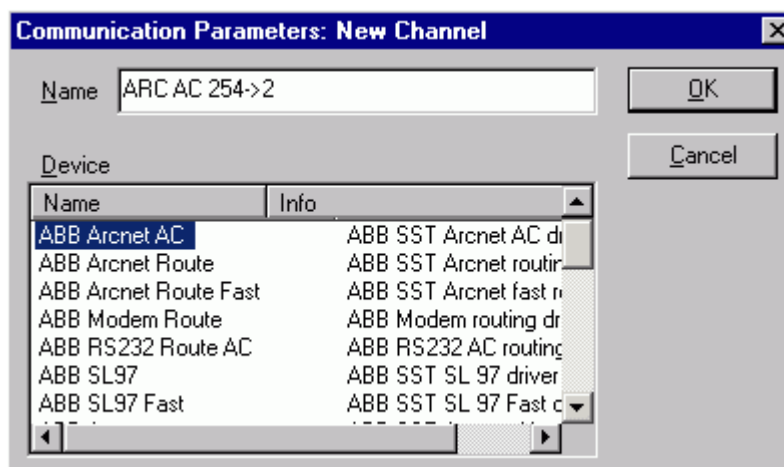 Communication Parameters: New Channel
Name ARC AC 254->2 OK
Cancel
Device
Name Info
ABB Arcnet AC ABB SST Arcnet AC
ABB Arcnet Route ABB SST Arcnet
ABB Arcnet Route Fast ABB SST Arcnet fast
ABB Modem Route ABB Modem routing
ABB RS232 Route AC ABB RS232 AC routing
ABB SL97 ABB SST SL 97 driver
ABB SL97 Fast ABB SST SL 97 Fast